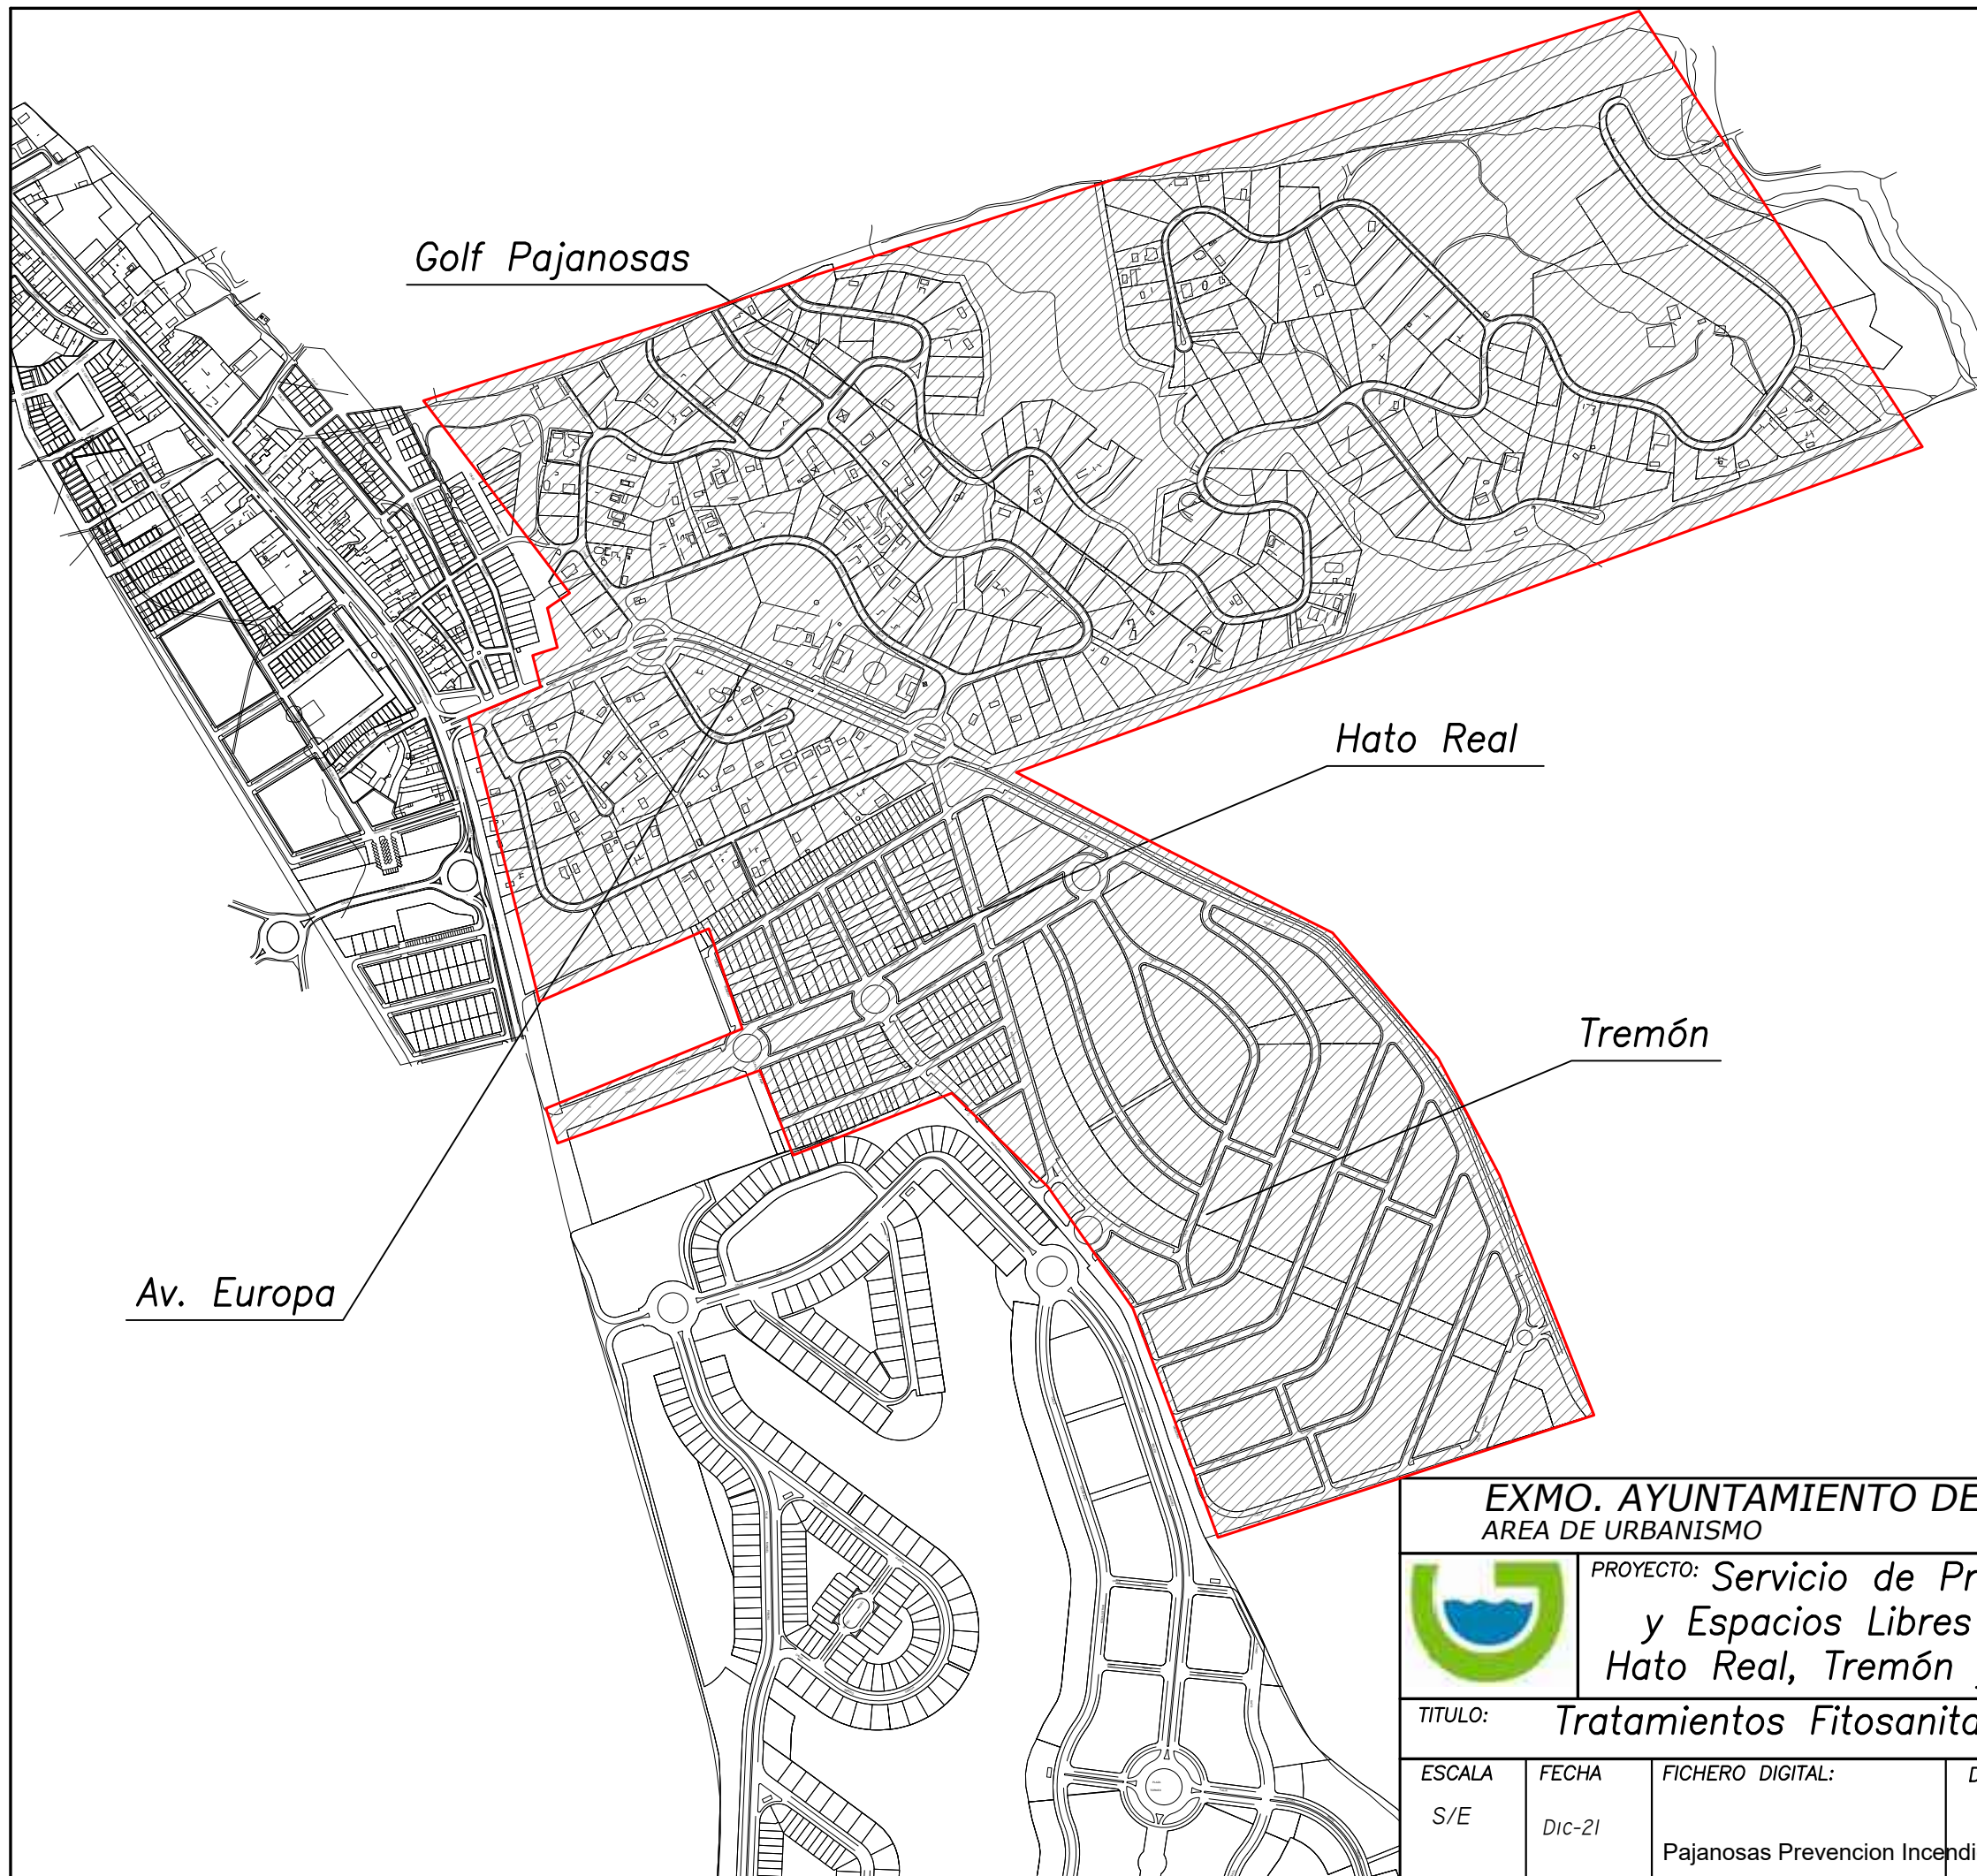 Golf Pajanosas
Hato Real
Tremón
Av. Europa
EXMO. AYUNTAMIENTO DE
AREA DE URBANISMO
PROYECTO: Servicio de Pr
y Espacios Libres
Hato Real, Tremón
TITULO: Tratamientos Fitosanita
ESCALA
S/E
FECHA
Dic-21
FICHERO DIGITAL:
Pajanosas Prevencion Incendi
D